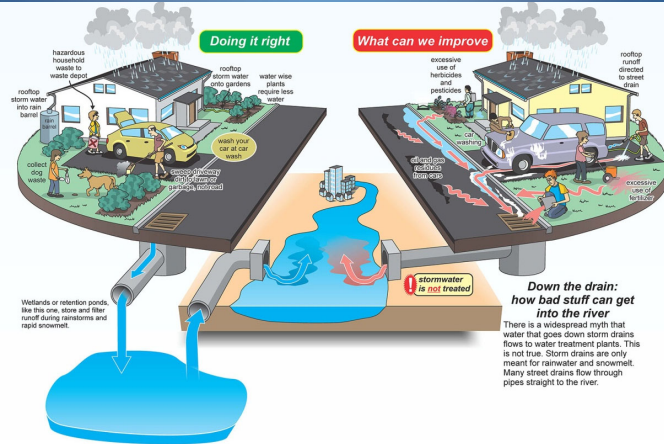 Doing it right
What can we improve
hazardous
household
waste to
waste depot
rooftop
storm water
into rain
barrel
rain
barrel
rooftop
storm water
onto gardens
water wise
plants
require less
water
wash your
car at car
wash
collect
dog
waste
sweep driveway
dirt to lawn or
garbage, not road
excessive
use of
herbicides
and
pesticides
rooftop
runoff
directed
to street
drain
car
washing
oil and gas
residues
from cars
excessive
use of
fertilizer
! stormwater
is not treated
Wetlands or retention ponds,
like this one, store and filter
runoff during rainstorms and
rapid snowmelt.
Down the drain:
how bad stuff can get
into the river
There is a widespread myth that
water that goes down storm drains
flows to water treatment plants. This
is not true. Storm drains are only
meant for rainwater and snowmelt.
Many street drains flow through
pipes straight to the river.